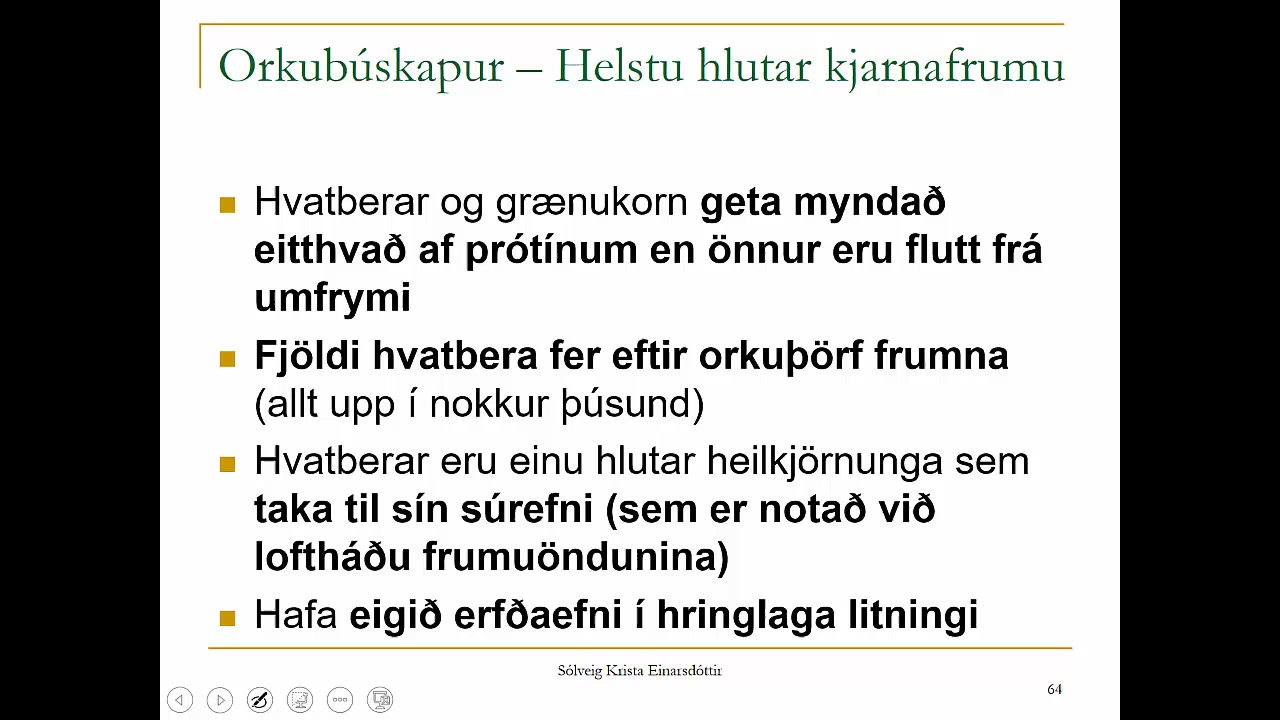 Orkubúskapur – Helstu hlutar kjarnafrumu
Hvatberar og grænukorn geta myndað
eitthvað af prótínum en önnur eru flutt frá
umfrymi
Fjöldi hvatbera fer eftir orkuþörf frumna
(allt upp í nokkur þúsund)
Hvatberar eru einu hlutar heilkjörnunga sem
taka til sín súrefni (sem er notað við
loftháðu frumuöndunina)
Hafa eigið erfðaefni í hringlaga litningi
Sólveig Krista Einarsdóttir
64